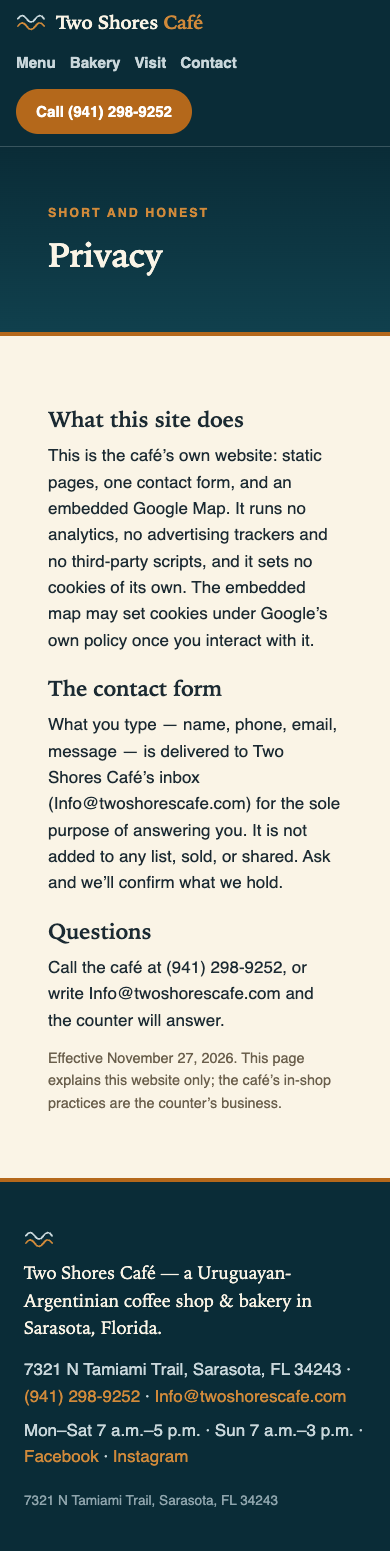 Two Shores Café
Menu Bakery Visit Contact
Call (941) 298-9252
SHORT AND HONEST
Privacy
What this site does
This is the café’s own website: static
pages, one contact form, and an
embedded Google Map. It runs no
analytics, no advertising trackers and
no third-party scripts, and it sets no
cookies of its own. The embedded
map may set cookies under Google’s
own policy once you interact with it.
The contact form
What you type — name, phone, email,
message — is delivered to Two
Shores Café’s inbox
(Info@twoshorescafe.com) for the sole
purpose of answering you. It is not
added to any list, sold, or shared. Ask
and we’ll confirm what we hold.
Questions
Call the café at (941) 298-9252, or
write Info@twoshorescafe.com and
the counter will answer.
Effective November 27, 2026. This page
explains this website only; the café’s in-shop
practices are the counter’s business.
Two Shores Café — a Uruguayan-
Argentinian coffee shop & bakery in
Sarasota, Florida.
7321 N Tamiami Trail, Sarasota, FL 34243 ·
(941) 298-9252 · Info@twoshorescafe.com
Mon–Sat 7 a.m.–5 p.m. · Sun 7 a.m.–3 p.m. ·
Facebook · Instagram
7321 N Tamiami Trail, Sarasota, FL 34243